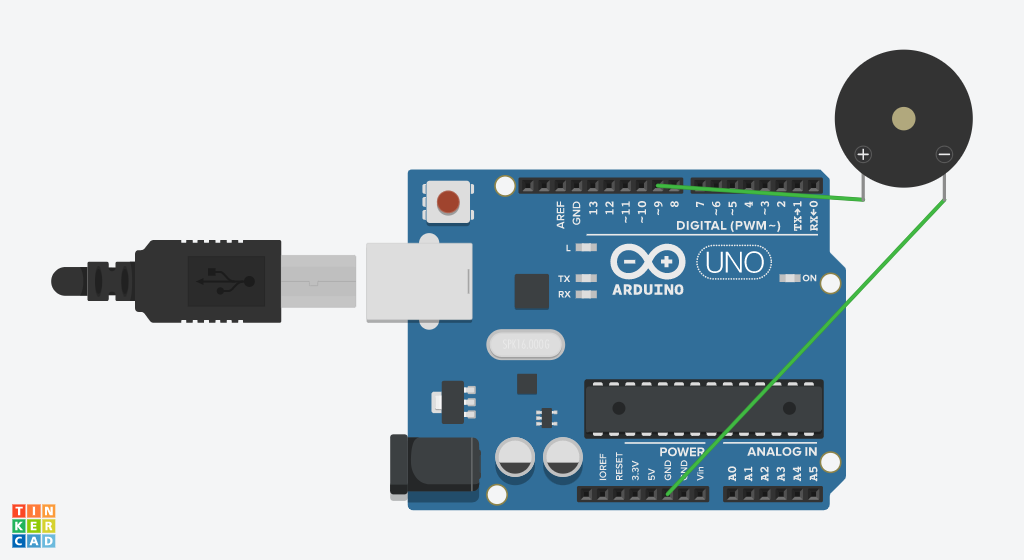 + −
AREF
GND
13
12
~11
~10
~9
8
7
~6
~5
4
~3
2
TX→1
RX←0
DIGITAL (PWM~)
L
TX
RX
ARDUINO
UNO
ON
POWER
ANALOG IN
IOREF
RESET
3.3V
5V
GND
GND
Vin
A0
A1
A2
A3
A4
A5
TIN
KER
CAD